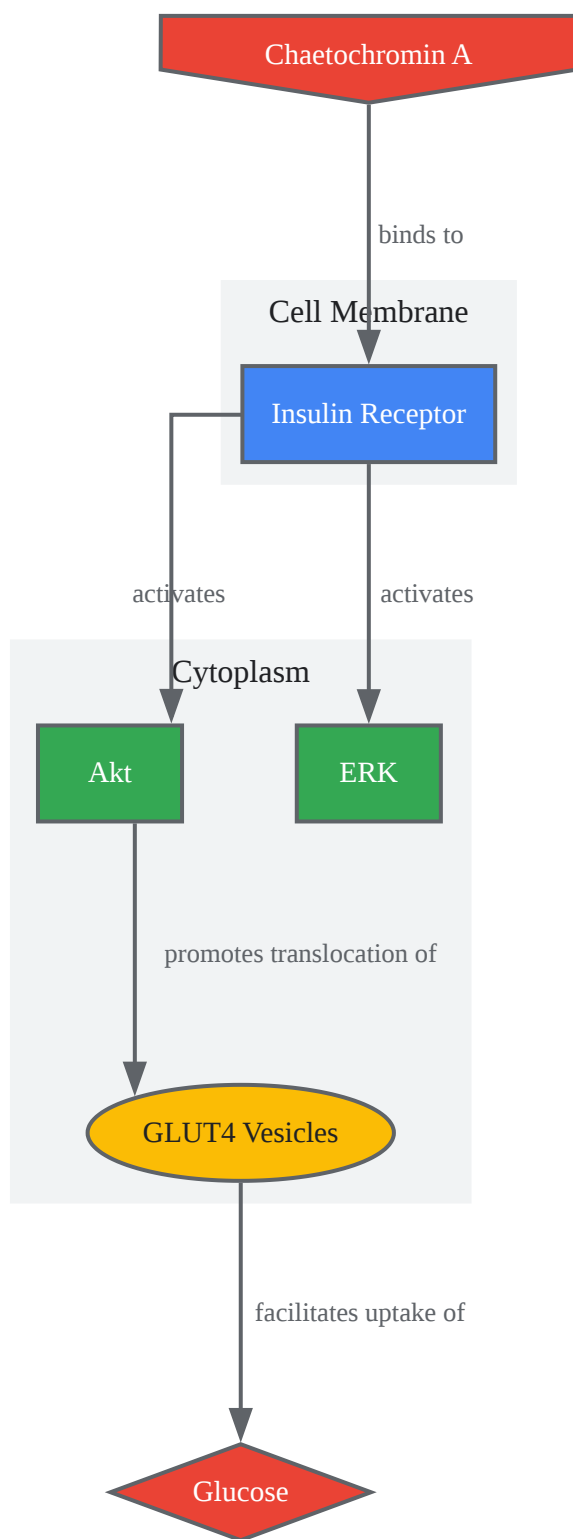 Chaetochromin A
binds to
Cell Membrane
Insulin Receptor
activates
activates
Cytoplasm
Akt
ERK
promotes translocation of
GLUT4 Vesicles
facilitates uptake of
Glucose